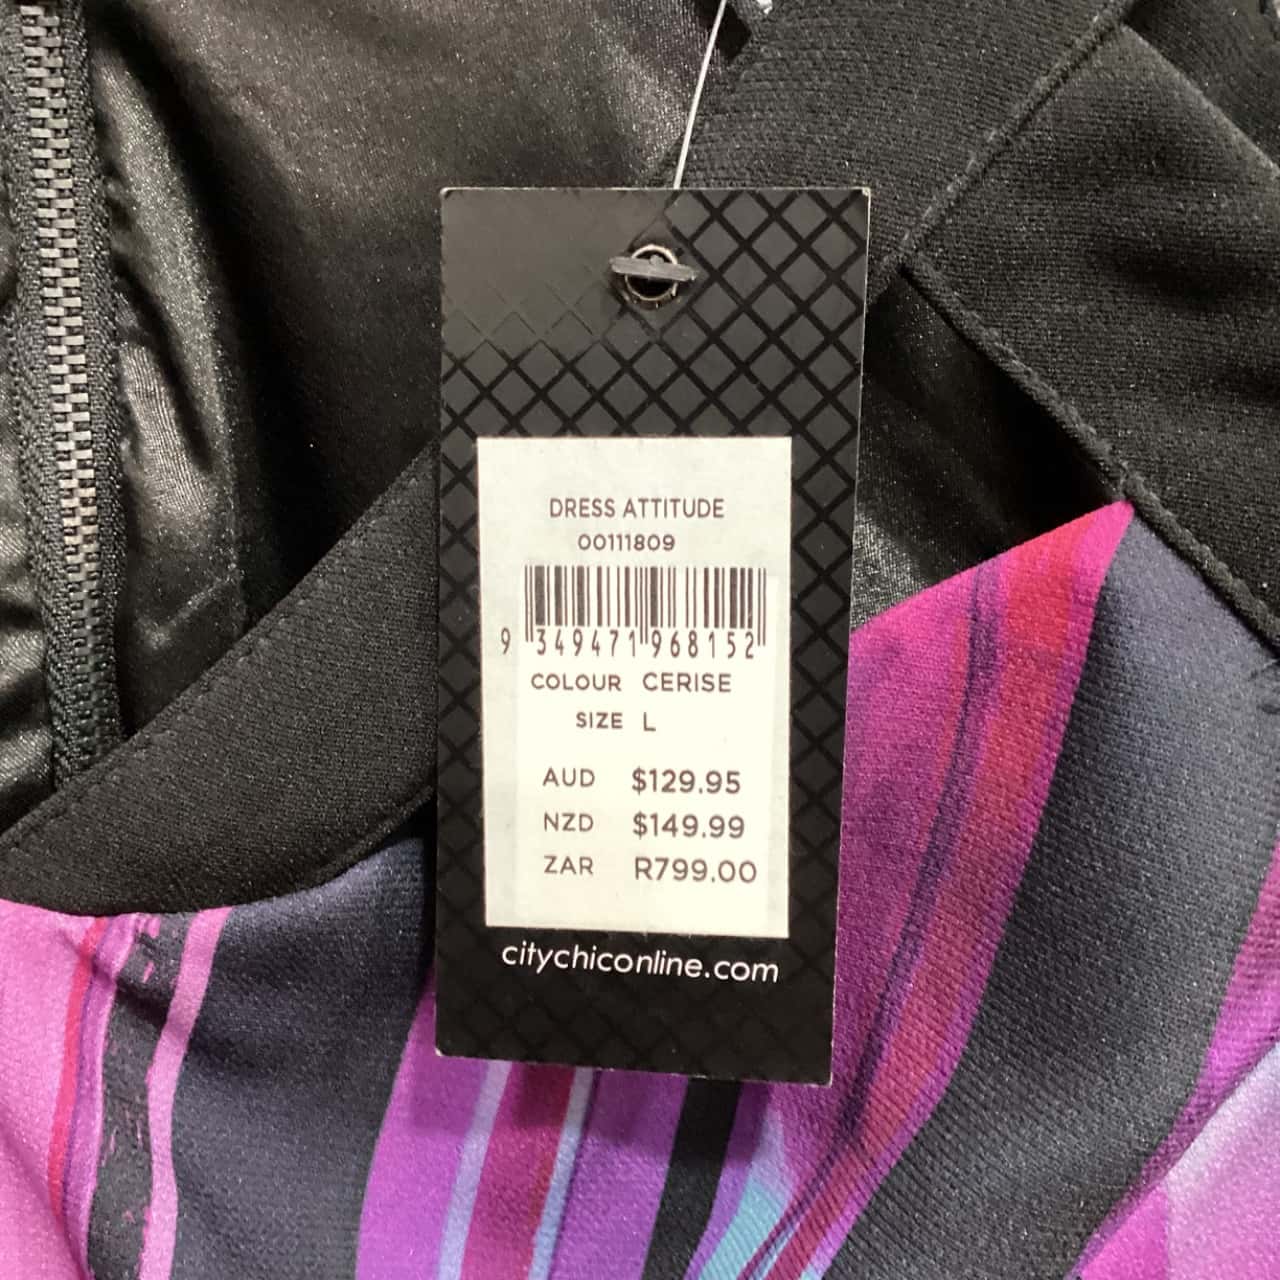 DRESS ATTITUDE
00111809
9 349471 968152
COLOUR CERISE
SIZE L
AUD $129.95
NZD $149.99
ZAR R799.00
citychiconline.com